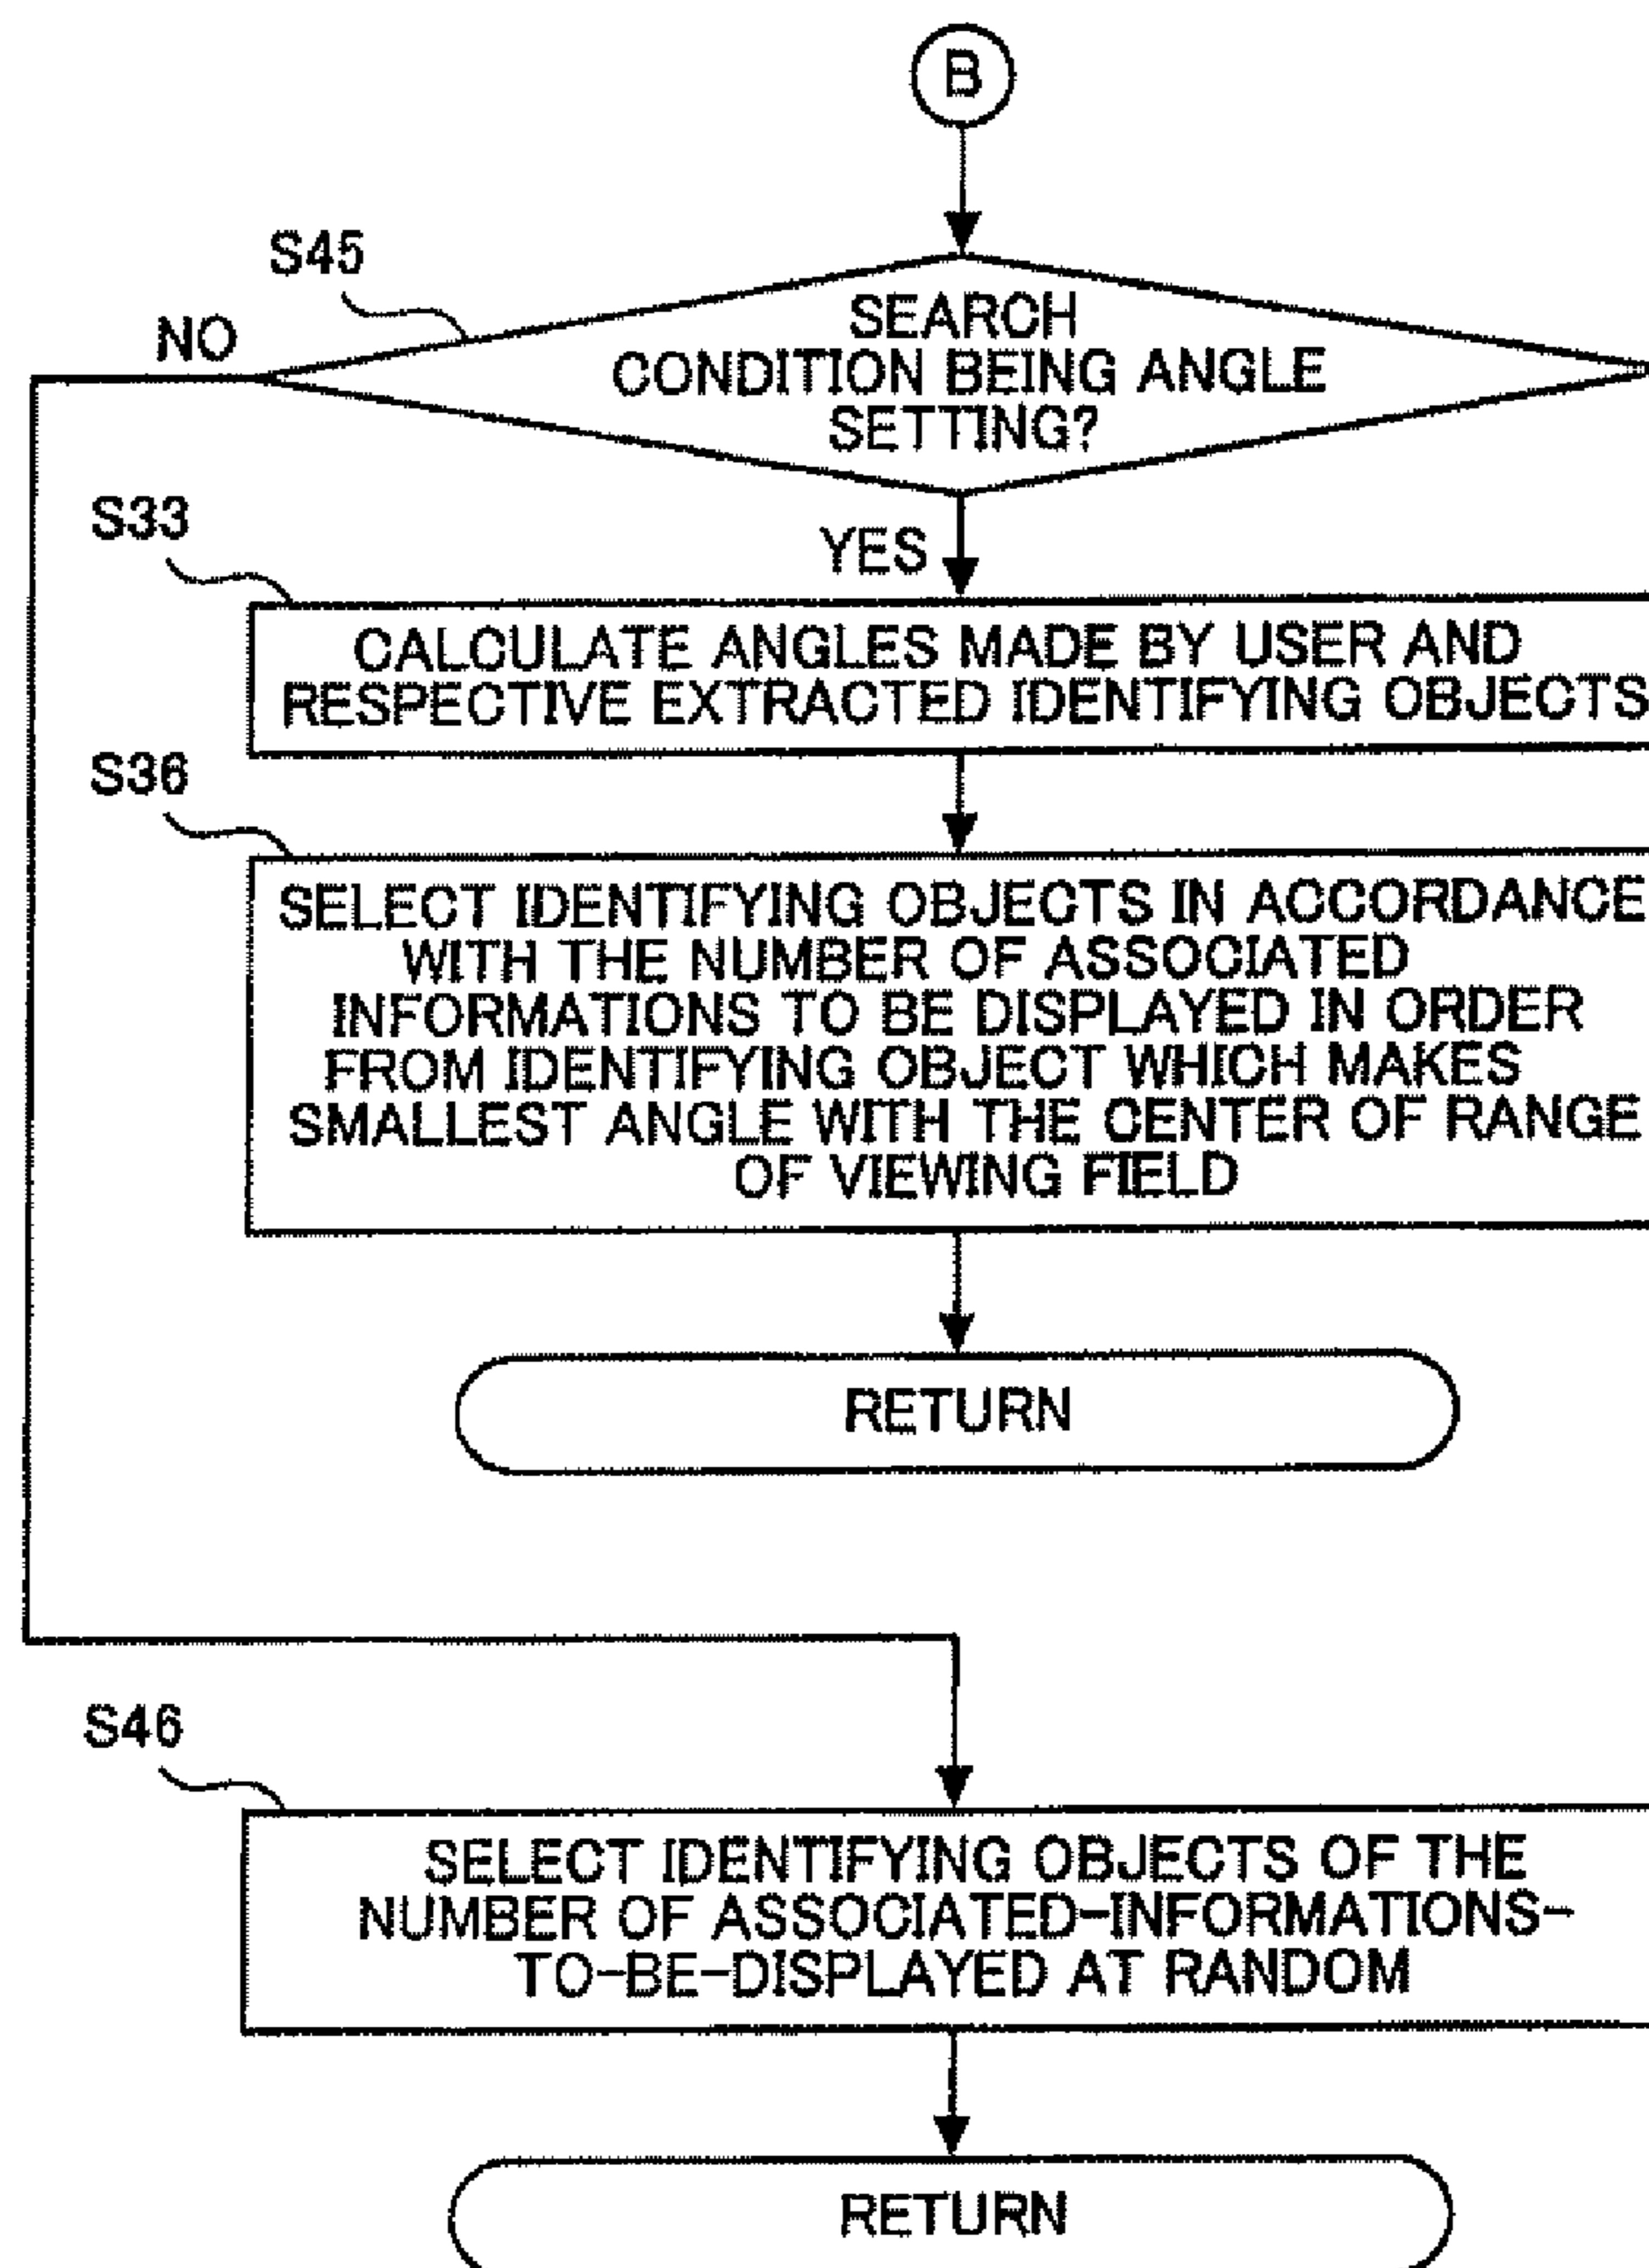 B
S45
NO
SEARCH
CONDITION BEING ANGLE
SETTING?
S33
YES
CALCULATE ANGLES MADE BY USER AND
RESPECTIVE EXTRACTED IDENTIFYING OBJECTS
S36
SELECT IDENTIFYING OBJECTS IN ACCORDANCE
WITH THE NUMBER OF ASSOCIATED
INFORMATIONS TO BE DISPLAYED IN ORDER
FROM IDENTIFYING OBJECT WHICH MAKES
SMALLEST ANGLE WITH THE CENTER OF RANGE
OF VIEWING FIELD
RETURN
S46
SELECT IDENTIFYING OBJECTS OF THE
NUMBER OF ASSOCIATED-INFORMATIONS-
TO-BE-DISPLAYED AT RANDOM
RETURN